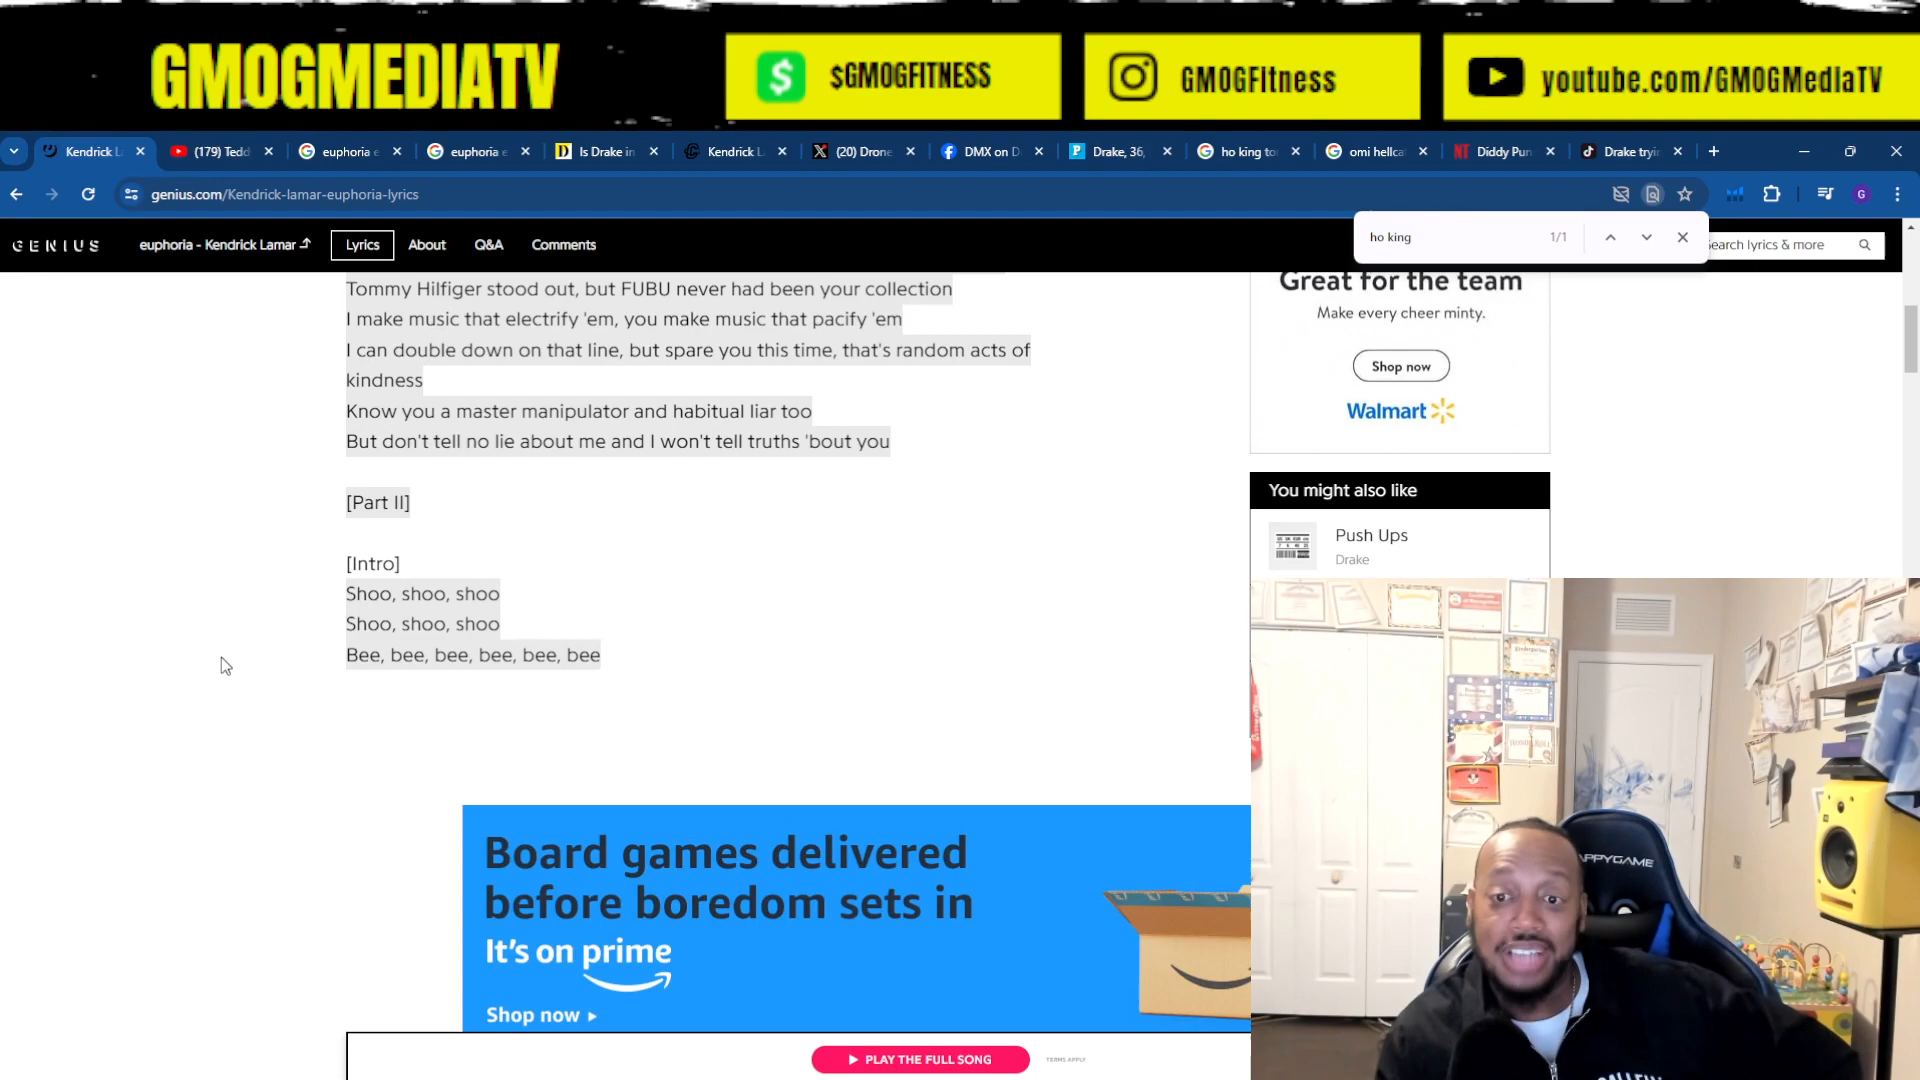 GMOGMEDIATV
$ $GMOGFITNESS
GMOGFitness
youtube.com/GMOGMediaTV
Kendrick L
(179) Tedd
euphoria e
euphoria e
Is Drake in
Kendrick L
(20) Drone
DMX on D
Drake, 36,
ho king to
omi hellca
Diddy Pun
Drake tryi
genius.com/Kendrick-lamar-euphoria-lyrics
G
ho king
1/1
GENIUS
euphoria - Kendrick Lamar
Lyrics
About
Q&A
Comments
earch lyrics & more
Tommy Hilfiger stood out, but FUBU never had been your collection
I make music that electrify 'em, you make music that pacify 'em
I can double down on that line, but spare you this time, that's random acts of
kindness
Know you a master manipulator and habitual liar too
But don't tell no lie about me and I won't tell truths 'bout you
[Part II]
[Intro]
Shoo, shoo, shoo
Shoo, shoo, shoo
Bee, bee, bee, bee, bee, bee
Great for the team
Make every cheer minty.
Shop now
Walmart
You might also like
Push Ups
Drake
Board games delivered
before boredom sets in
It's on prime
Shop now
PLAY THE FULL SONG
TERMS APPLY
APPYGAME